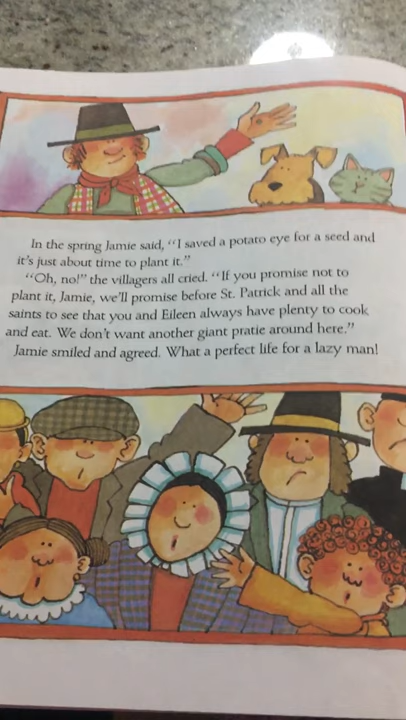 In the spring Jamie said, “I saved a potato eye for a seed and
it's just about time to plant it.”
“Oh, no!” the villagers all cried. “If you promise not to
plant it, Jamie, we'll promise before St. Patrick and all the
saints to see that you and Eileen always have plenty to cook
and eat. We don't want another giant pratie around here.”
Jamie smiled and agreed. What a perfect life for a lazy man!